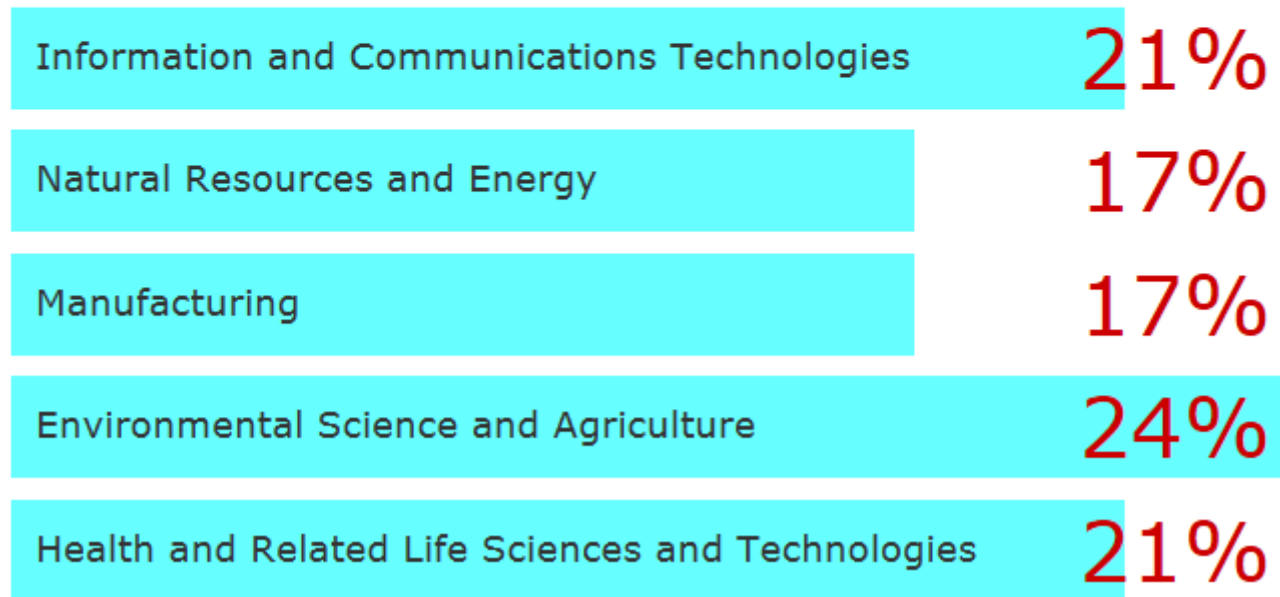 Information and Communications Technologies 21%
Natural Resources and Energy 17%
Manufacturing 17%
Environmental Science and Agriculture 24%
Health and Related Life Sciences and Technologies 21%